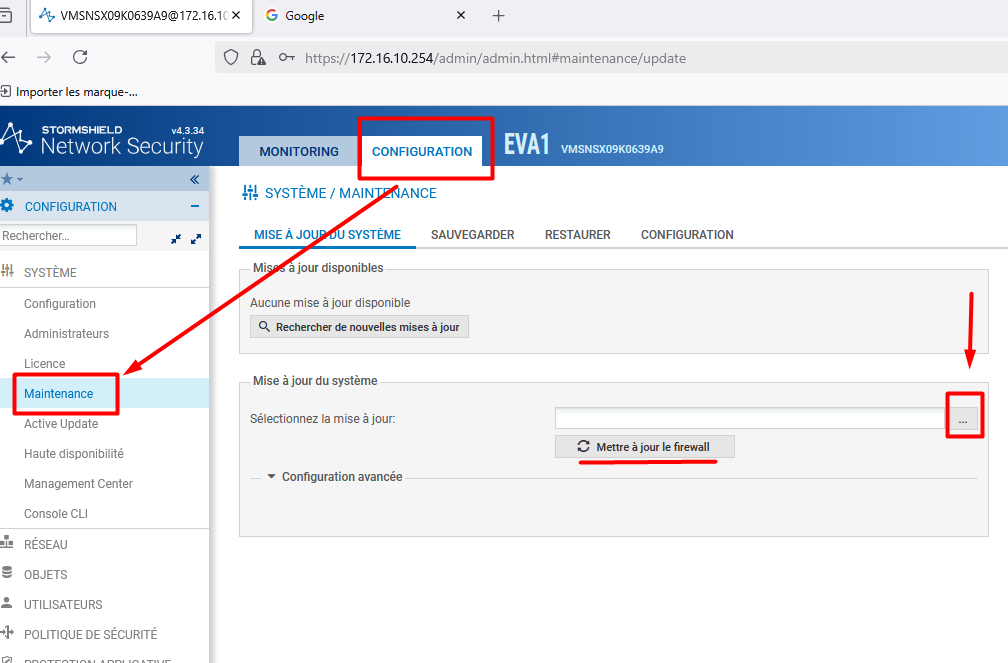 VMSNSX09K0639A9@172.16.10
Google
https://172.16.10.254/admin/admin.html#maintenance/update
Importer les marque-...
STORMSHIELD v4.3.34
Network Security
MONITORING
CONFIGURATION
EVA1 VMSNSX09K0639A9
CONFIGURATION
Rechercher...
SYSTÈME
Configuration
Administrateurs
Licence
Maintenance
Active Update
Haute disponibilité
Management Center
Console CLI
RÉSEAU
OBJETS
UTILISATEURS
POLITIQUE DE SÉCURITÉ
PROTECTION APPLICATIVE
SYSTÈME / MAINTENANCE
MISE À JOUR DU SYSTÈME SAUVEGARDER RESTAURER CONFIGURATION
Mises à jour disponibles
Aucune mise à jour disponible
Rechercher de nouvelles mises à jour
Mise à jour du système
Sélectionnez la mise à jour: ...
Mettre à jour le firewall
Configuration avancée